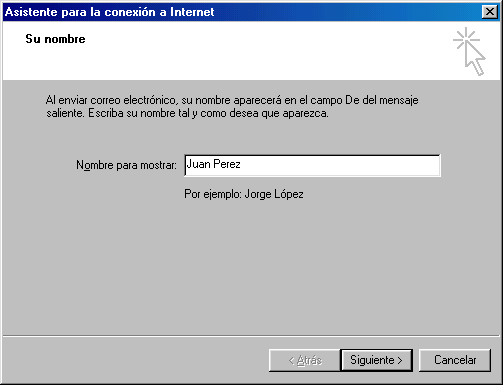 Asistente para la conexión a Internet
Su nombre
Al enviar correo electrónico, su nombre aparecerá en el campo De del mensaje
saliente. Escriba su nombre tal y como desea que aparezca.
Nombre para mostrar: Juan Perez
Por ejemplo: Jorge López
< Atrás Siguiente > Cancelar